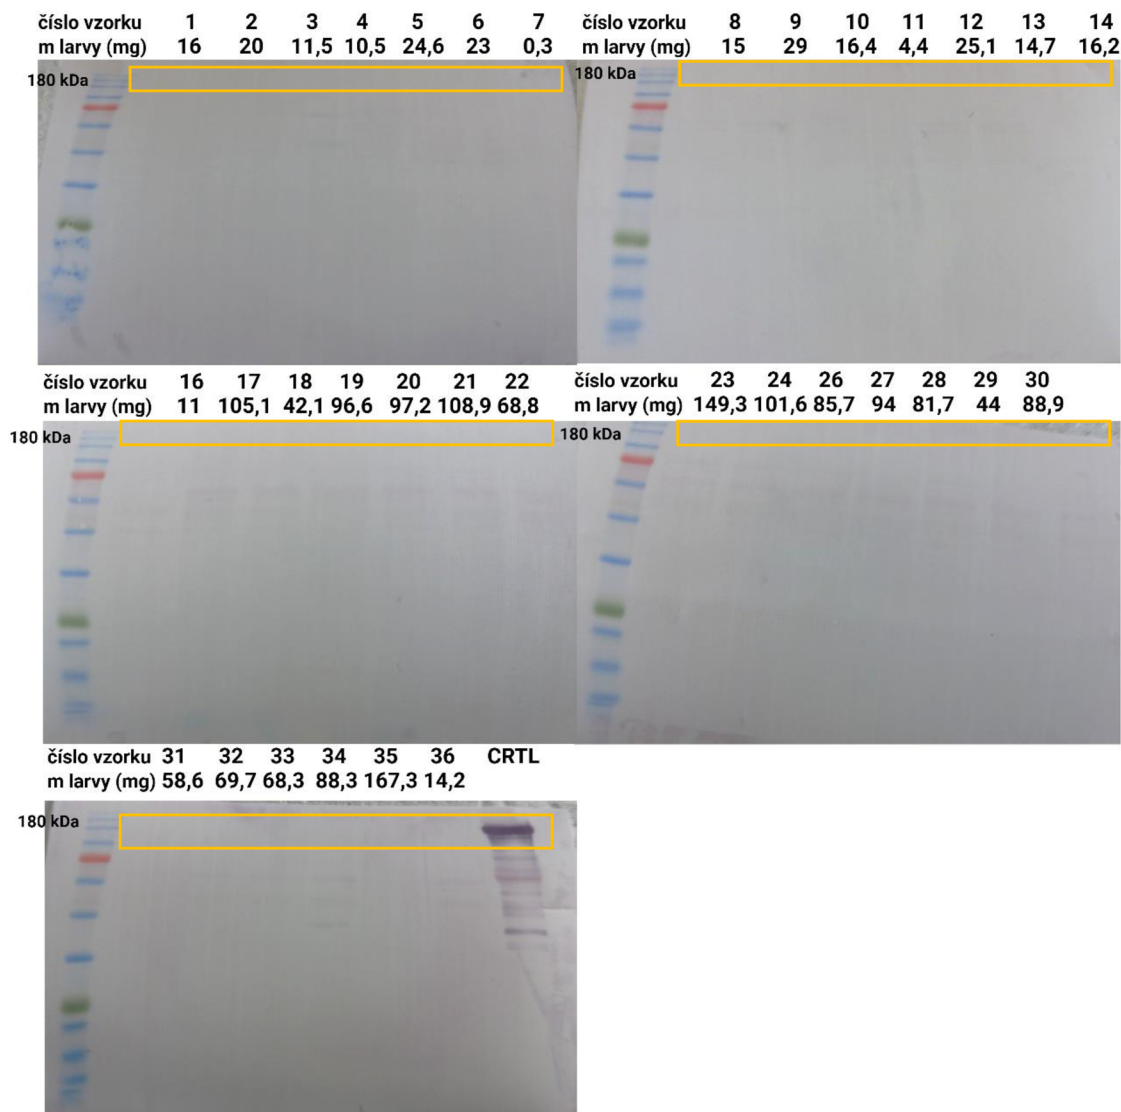 číslo vzorku 1 2 3 4 5 6 7
m larvy (mg) 16 20 11,5 10,5 24,6 23 0,3
180 kDa
číslo vzorku 8 9 10 11 12 13 14
m larvy (mg) 15 29 16,4 4,4 25,1 14,7 16,2
180 kDa
číslo vzorku 16 17 18 19 20 21 22
m larvy (mg) 11 105,1 42,1 96,6 97,2 108,9 68,8
180 kDa
číslo vzorku 23 24 26 27 28 29 30
m larvy (mg) 149,3 101,6 85,7 94 81,7 44 88,9
180 kDa
číslo vzorku 31 32 33 34 35 36 CRTL
m larvy (mg) 58,6 69,7 68,3 88,3 167,3 14,2
180 kDa